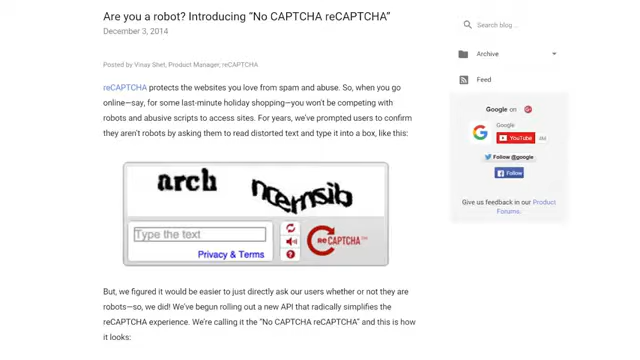 Are you a robot? Introducing “No CAPTCHA reCAPTCHA”
December 3, 2014
Posted by Vinay Shet, Product Manager, reCAPTCHA
reCAPTCHA protects the websites you love from spam and abuse. So, when you go
online—say, for some last-minute holiday shopping—you won't be competing with
robots and abusive scripts to access sites. For years, we've prompted users to confirm
they aren't robots by asking them to read distorted text and type it into a box, like this:
arch
Type the text
reCAPTCHA™
Privacy & Terms
But, we figured it would be easier to just directly ask our users whether or not they are
robots—so, we did! We've begun rolling out a new API that radically simplifies the
reCAPTCHA experience. We're calling it the “No CAPTCHA reCAPTCHA” and this is how
it looks:
Search blog ...
Archive
Feed
Google on
Google
YouTube 4M
Follow @google
Follow
Give us feedback in our Product
Forums.